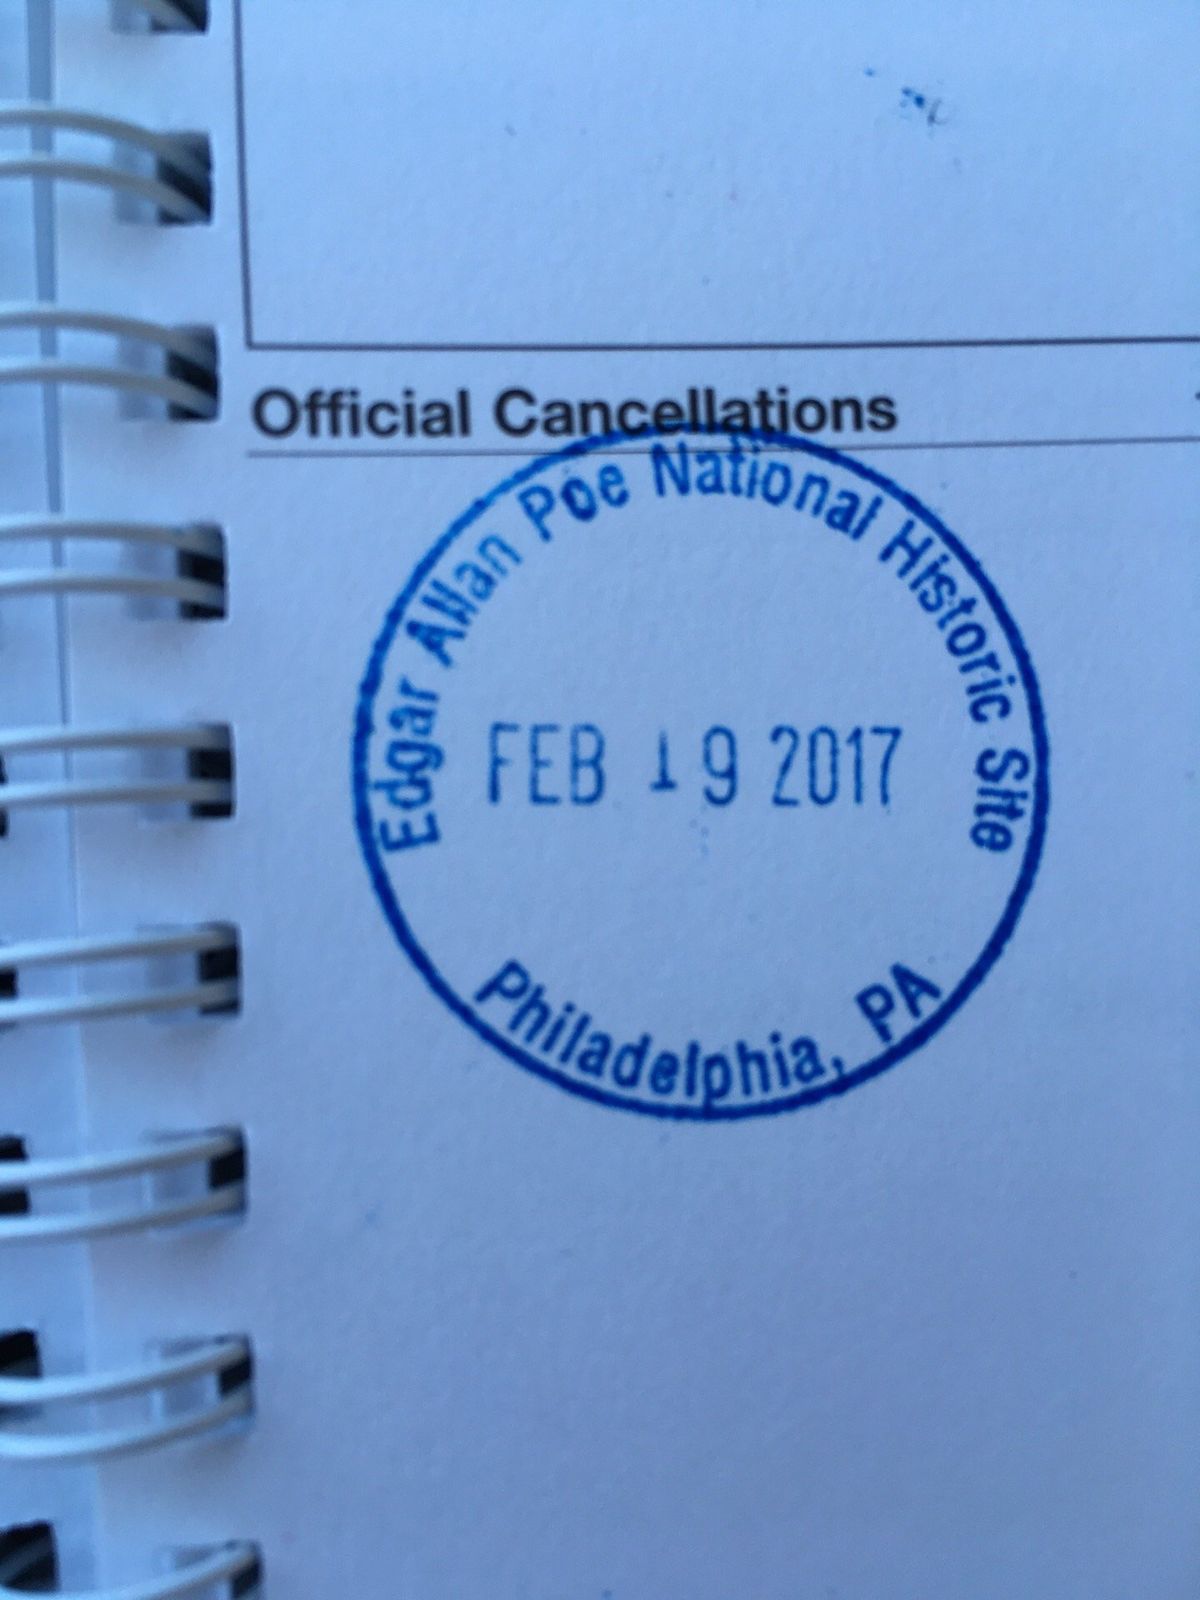 Official Cancellations
Edgar Allan Poe National Historic Site
FEB 19 2017
Philadelphia, PA